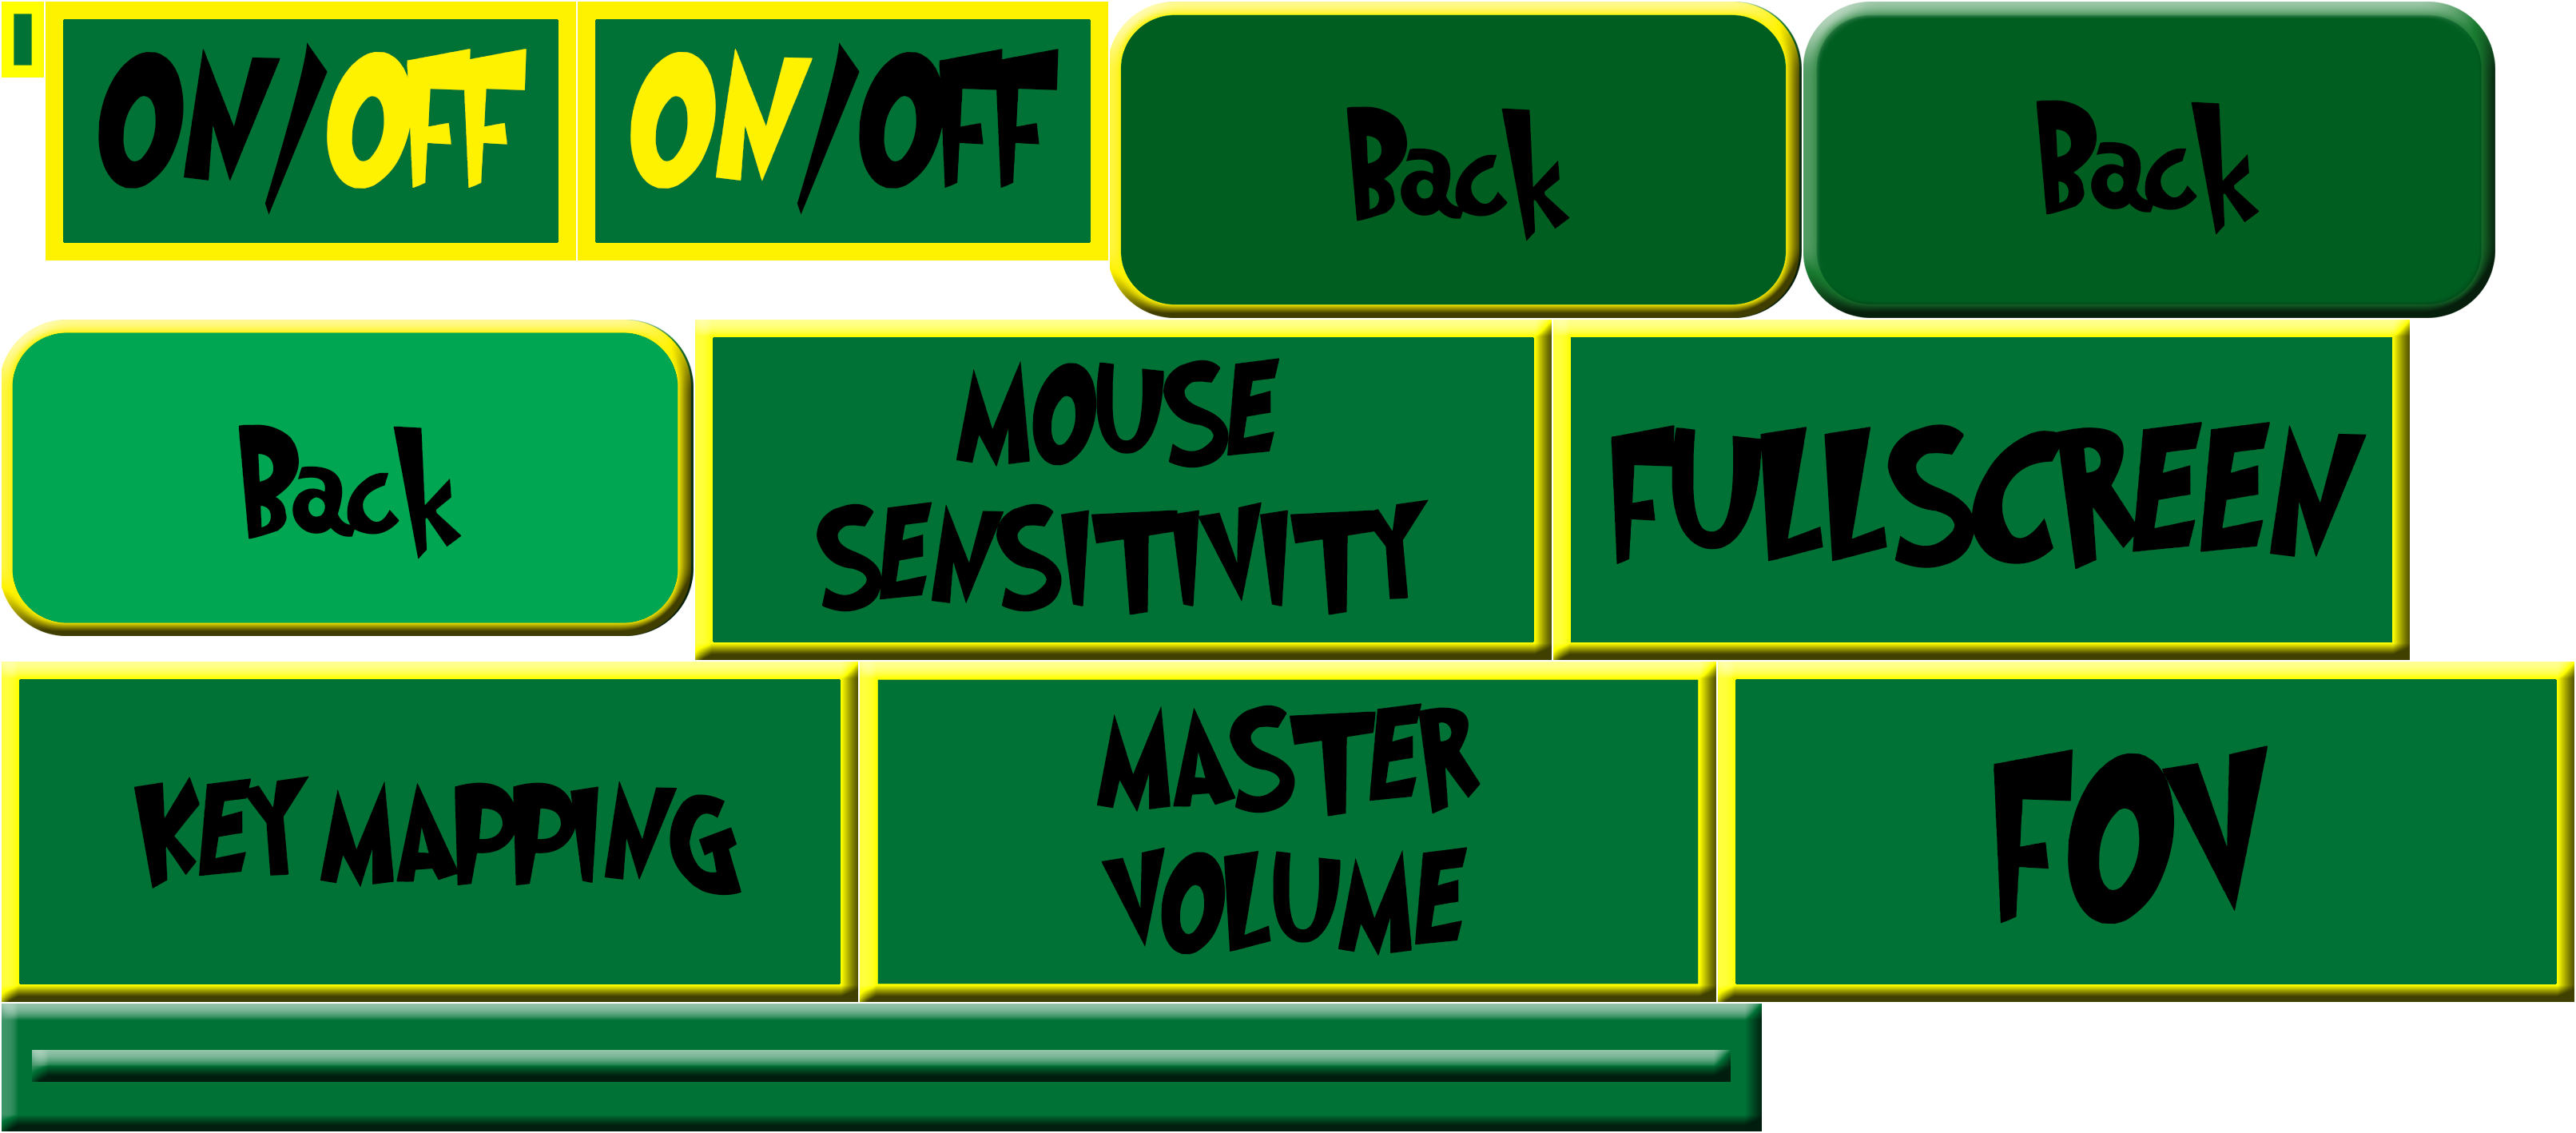 ON/OFF
ON/OFF
Back
Back
Back
MOUSE
SENSITIVITY
FULLSCREEN
KEY MAPPING
MASTER
VOLUME
FOV